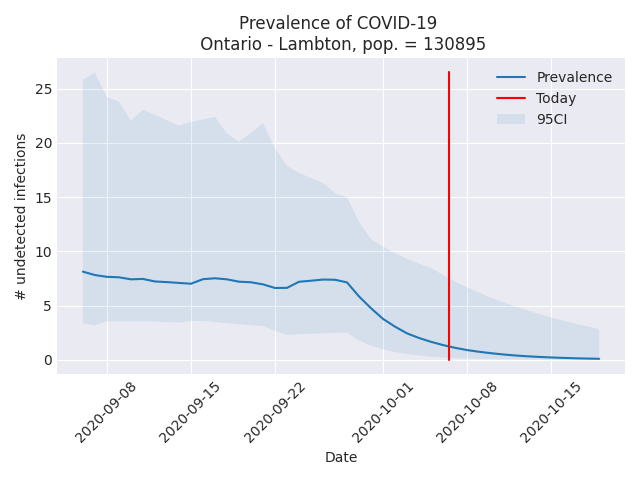 Prevalence of COVID-19
Ontario - Lambton, pop. = 130895
Prevalence
Today
95CI
# undetected infections
25
20
15
10
5
0
2020-09-08
2020-09-15
2020-09-22
2020-10-01
2020-10-08
2020-10-15
Date